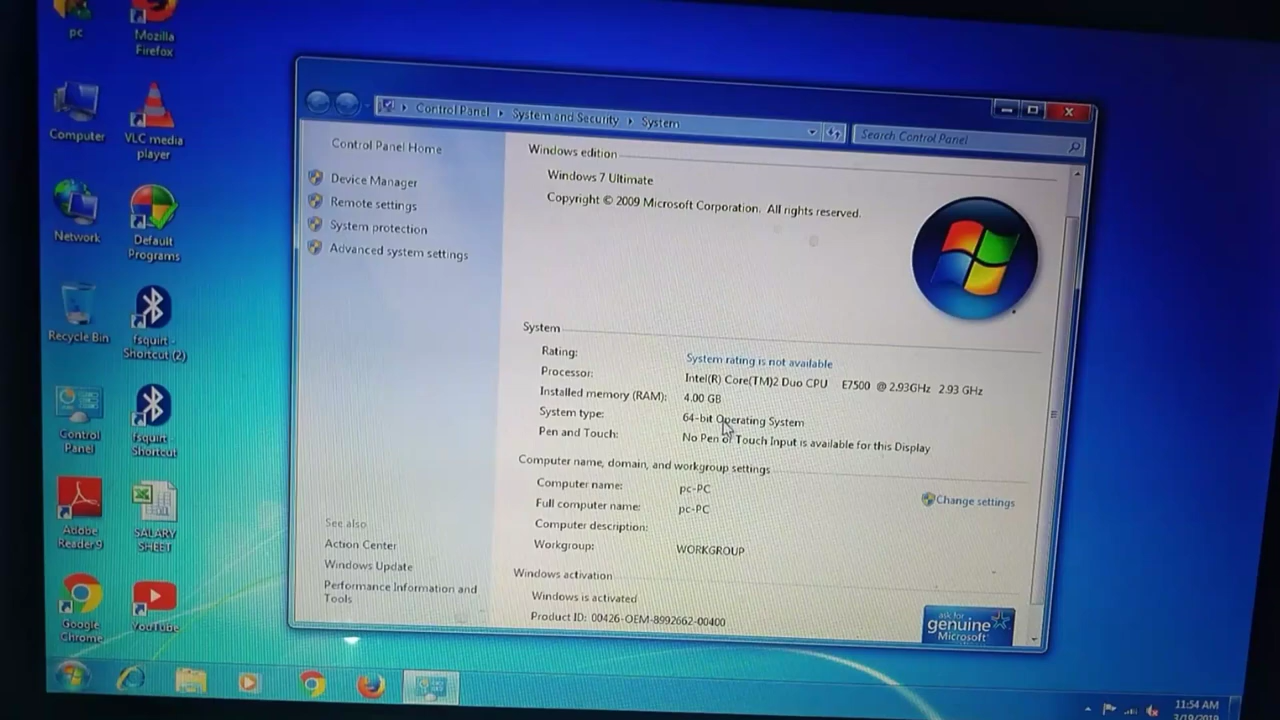 pc
Mozilla
Firefox
Computer
VLC media
player
Network
Default
Programs
Recycle Bin
fsquirt -
Shortcut (2)
Control
Panel
fsquirt -
Shortcut
Adobe
Reader 9
SALARY
SHEET
Google
Chrome
YouTube
Control Panel System and Security System
Search Control Panel
Control Panel Home
Device Manager
Remote settings
System protection
Advanced system settings
See also
Action Center
Windows Update
Performance Information and
Tools
Windows edition
Windows 7 Ultimate
Copyright © 2009 Microsoft Corporation. All rights reserved.
System
Rating: System rating is not available
Processor: Intel(R) Core(TM)2 Duo CPU E7500 @ 2.93GHz 2.93 GHz
Installed memory (RAM): 4.00 GB
System type: 64-bit Operating System
Pen and Touch: No Pen or Touch Input is available for this Display
Computer name, domain, and workgroup settings
Computer name: pc-PC
Change settings
Full computer name: pc-PC
Computer description:
Workgroup: WORKGROUP
Windows activation
Windows is activated
Product ID: 00426-OEM-8992662-00400
ask for
genuine
Microsoft
11:54 AM